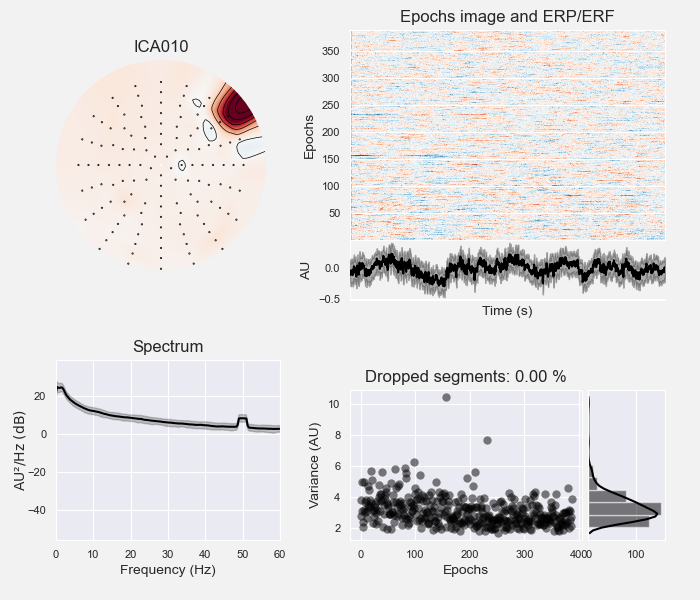 Epochs image and ERP/ERF
ICA010
350
300
250
200
150
100
50
Epochs
0.0
−0.5
AU
Time (s)
Spectrum
20
0
−20
−40
AU²/Hz (dB)
0 10 20 30 40 50 60
Frequency (Hz)
Dropped segments: 0.00 %
10
8
6
4
2
Variance (AU)
0 100 200 300 400
Epochs
100